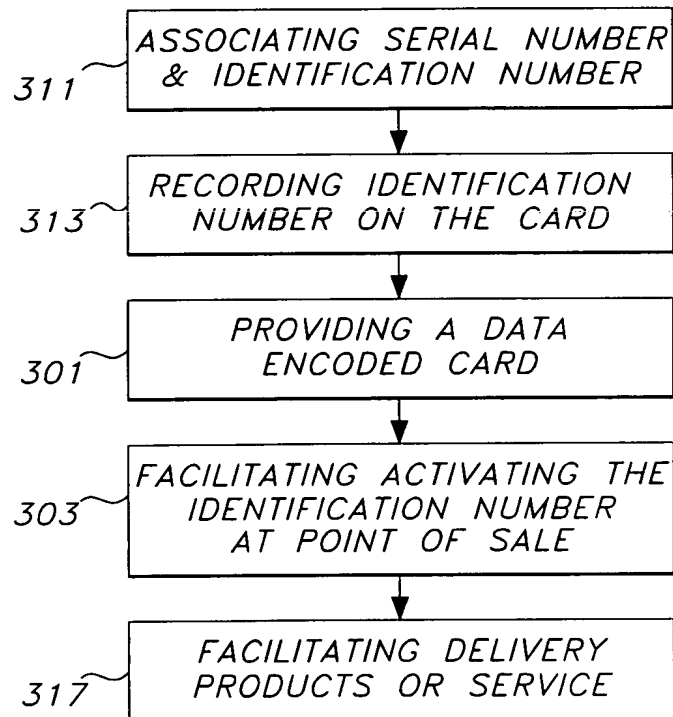 311
ASSOCIATING SERIAL NUMBER
& IDENTIFICATION NUMBER
313
RECORDING IDENTIFICATION
NUMBER ON THE CARD
301
PROVIDING A DATA
ENCODED CARD
303
FACILITATING ACTIVATING THE
IDENTIFICATION NUMBER
AT POINT OF SALE
317
FACILITATING DELIVERY
PRODUCTS OR SERVICE